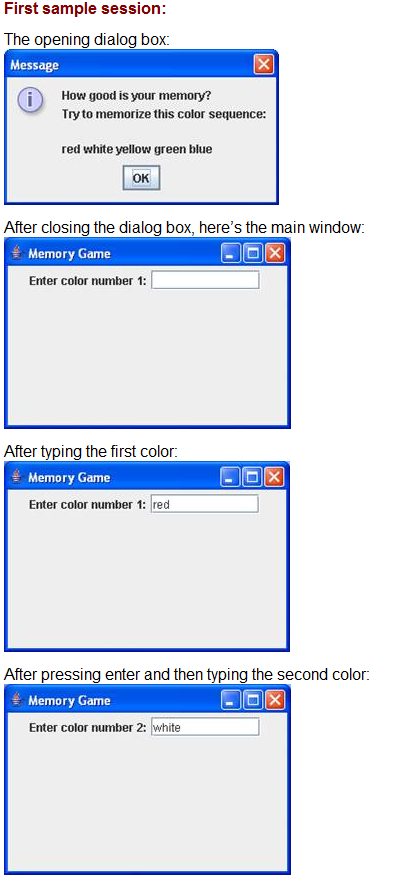 First sample session:
The opening dialog box:
Message
How good is your memory?
Try to memorize this color sequence:
red white yellow green blue
OK
After closing the dialog box, here’s the main window:
Memory Game
Enter color number 1:
After typing the first color:
Memory Game
Enter color number 1: red
After pressing enter and then typing the second color:
Memory Game
Enter color number 2: white